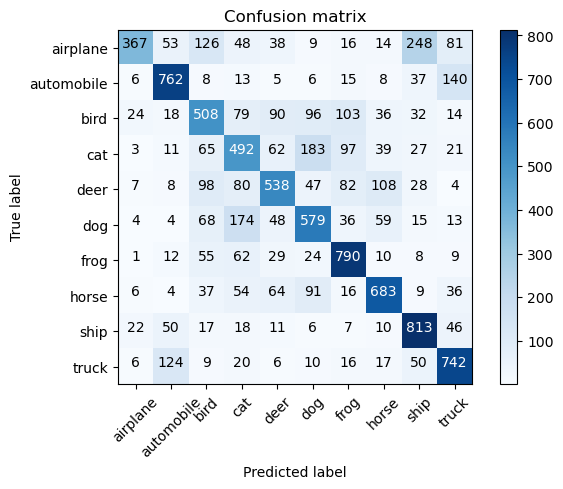 Confusion matrix
True label
airplane 367 53 126 48 38 9 16 14 248 81
automobile 6 762 8 13 5 6 15 8 37 140
bird 24 18 508 79 90 96 103 36 32 14
cat 3 11 65 492 62 183 97 39 27 21
deer 7 8 98 80 538 47 82 108 28 4
dog 4 4 68 174 48 579 36 59 15 13
frog 1 12 55 62 29 24 790 10 8 9
horse 6 4 37 54 64 91 16 683 9 36
ship 22 50 17 18 11 6 7 10 813 46
truck 6 124 9 20 6 10 16 17 50 742
airplane automobile bird cat deer dog frog horse ship truck
Predicted label
800
700
600
500
400
300
200
100